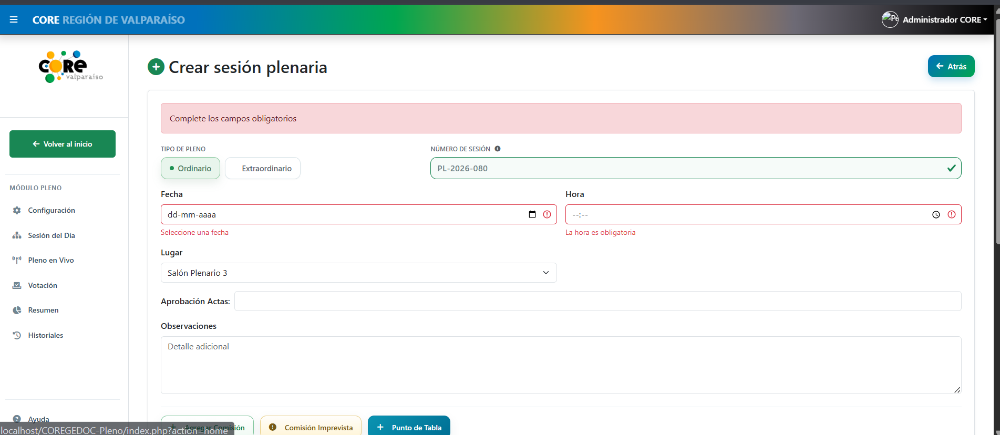 CORE REGIÓN DE VALPARAÍSO
Administrador CORE
CORE
valparaíso
Crear sesión plenaria
Atrás
Complete los campos obligatorios
Volver al inicio
TIPO DE PLENO
NÚMERO DE SESIÓN
Ordinario
Extraordinario
PL-2026-080
MÓDULO PLENO
Fecha
Hora
Configuración
dd-mm-aaaa
--:--
Seleccione una fecha
La hora es obligatoria
Sesión del Día
Lugar
Pleno en Vivo
Salón Plenario 3
Votación
Aprobación Actas:
Resumen
Observaciones
Historiales
Detalle adicional
Ayuda
Agregar Comisión
Comisión Imprevista
Punto de Tabla
localhost/COREGEDOC-Pleno/index.php?action=home